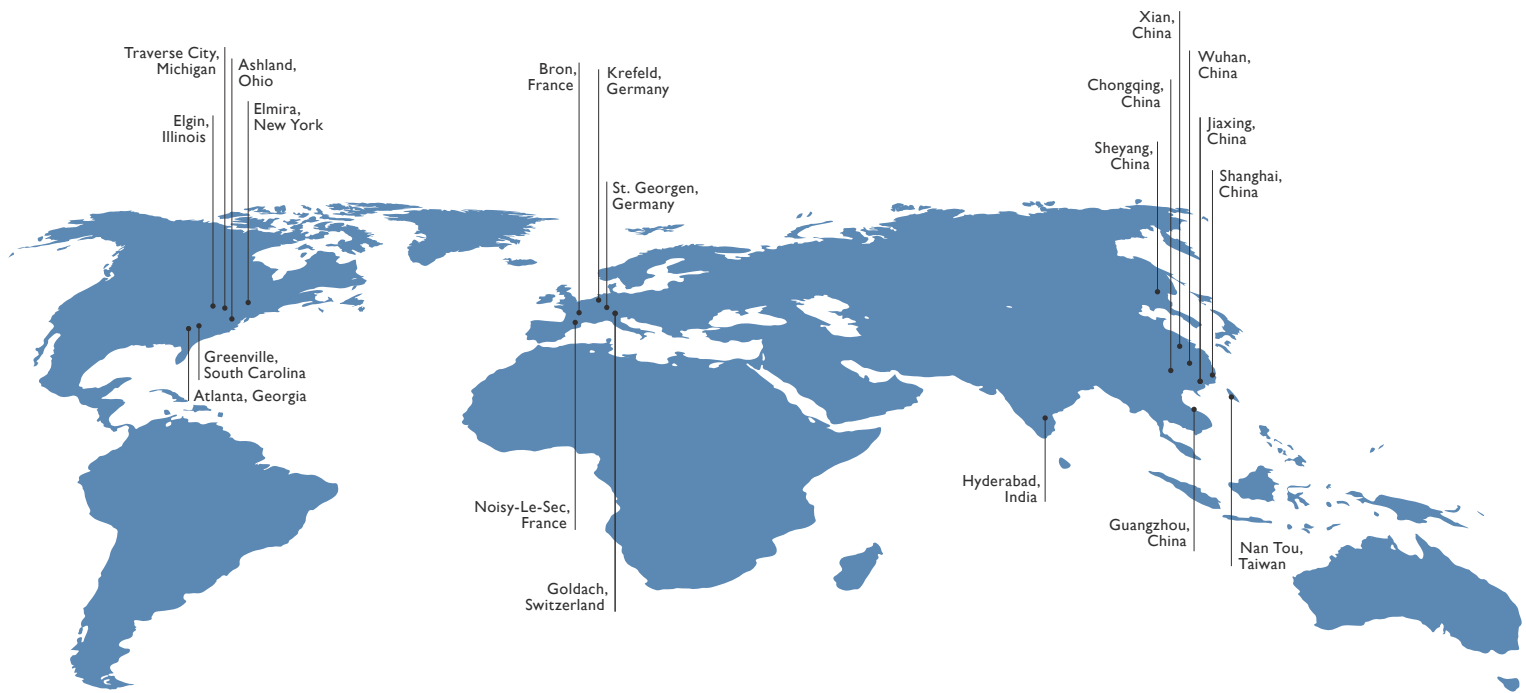 Traverse City,
Michigan
Ashland,
Ohio
Elgin,
Illinois
Elmira,
New York
Greenville,
South Carolina
Atlanta, Georgia
Bron,
France
Krefeld,
Germany
St. Georgen,
Germany
Noisy-Le-Sec,
France
Goldach,
Switzerland
Xian,
China
Wuhan,
China
Chongqing,
China
Jiaxing,
China
Sheyang,
China
Shanghai,
China
Hyderabad,
India
Guangzhou,
China
Nan Tou,
Taiwan